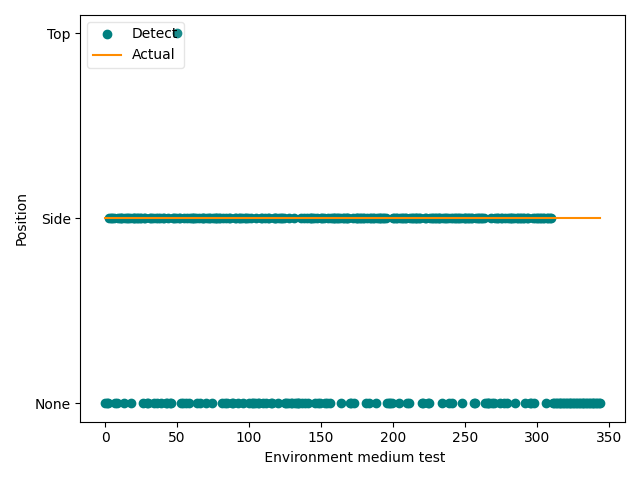 Top
Side
None
Position
Detect
Actual
0
50
100
150
200
250
300
350
Environment medium test